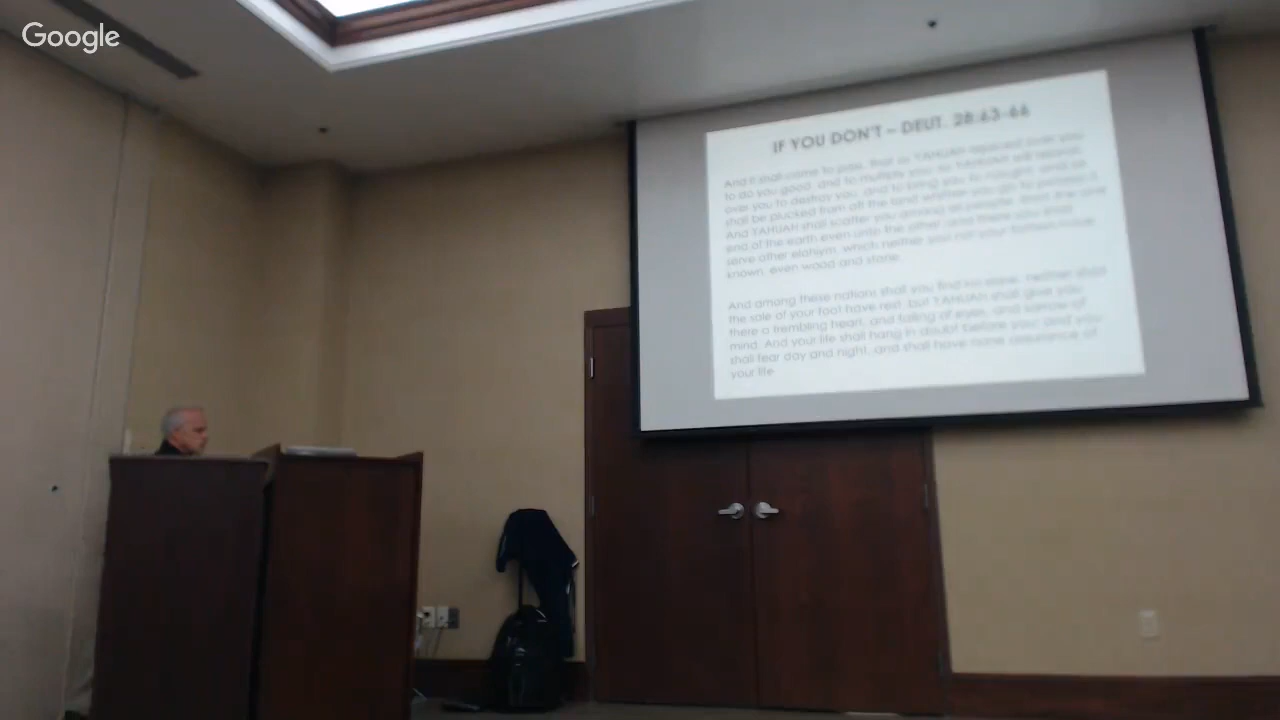 Google
IF YOU DON'T – DEUT. 28:63-66
And it shall come to pass, that as YAHUAH rejoiced over you
to do you good, and to multiply you; so YAHUAH will rejoice
over you to destroy you, and to bring you to nought; and
shall be plucked from off the land whither you go to possess it.
And YAHUAH shall scatter you among all people, from the one
end of the earth even unto the other; and there you shall
serve other elohiym, which neither you nor your fathers have
known, even wood and stone.
And among these nations shall you find no ease, neither shall
the sole of your foot have rest: but YAHUAH shall give you
there a trembling heart, and failing of eyes, and sorrow of
mind. And your life shall hang in doubt before you; and you
shall fear day and night, and shall have none assurance of
your life